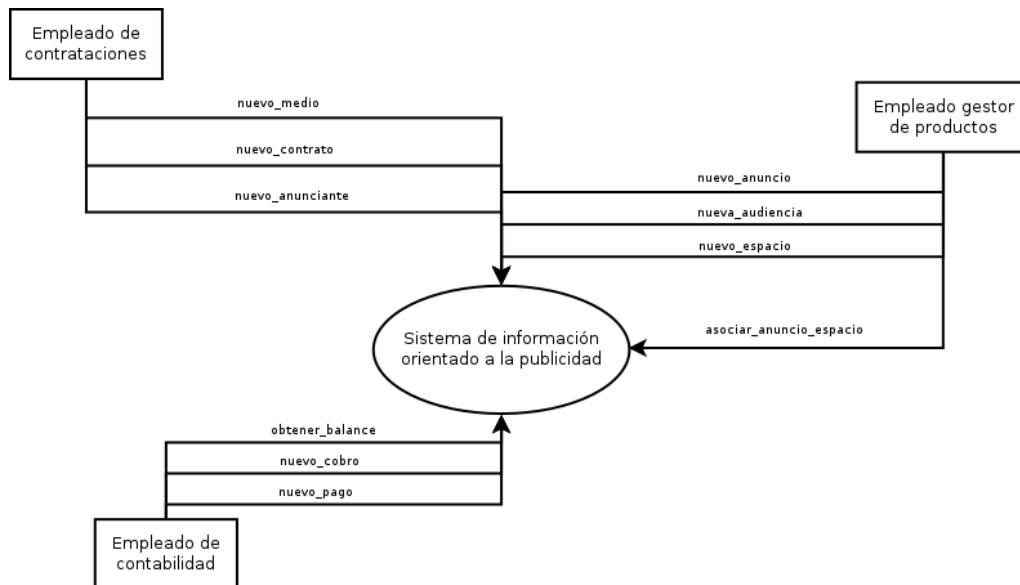 Empleado de
contrataciones
nuevo_medio
nuevo_contrato
nuevo_anunciante
Empleado gestor
de productos
nuevo_anuncio
nueva_audiencia
nuevo_espacio
asociar_anuncio_espacio
Sistema de información
orientado a la publicidad
obtener_balance
nuevo_cobro
nuevo_pago
Empleado de
contabilidad